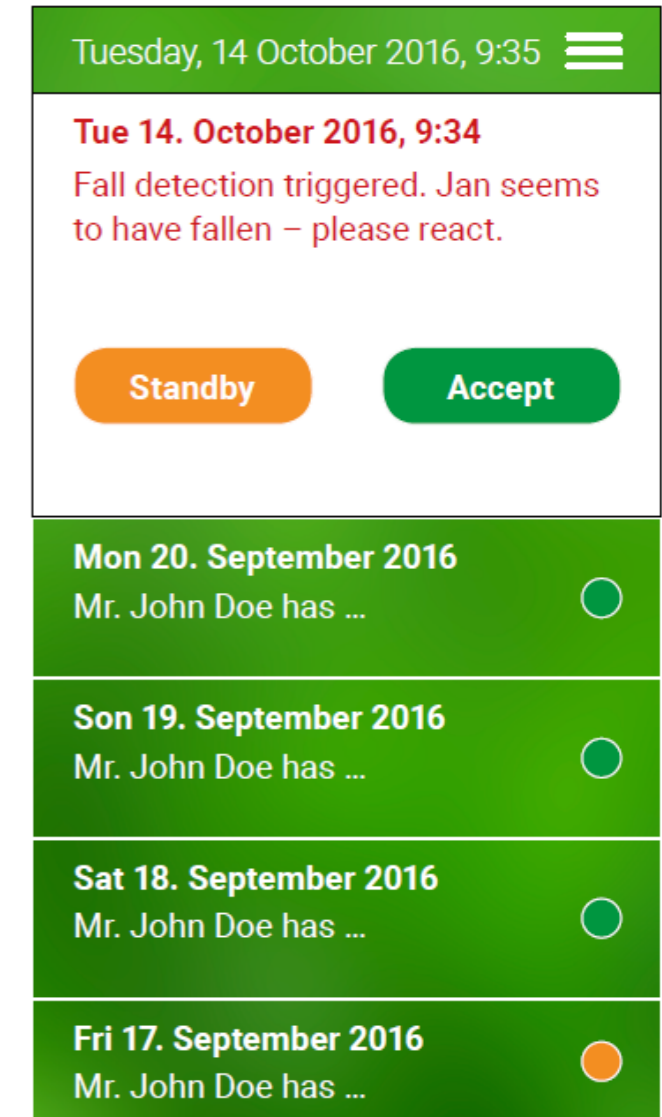 Tuesday, 14 October 2016, 9:35
Tue 14. October 2016, 9:34
Fall detection triggered. Jan seems
to have fallen – please react.
Standby
Accept
Mon 20. September 2016
Mr. John Doe has ...
Son 19. September 2016
Mr. John Doe has ...
Sat 18. September 2016
Mr. John Doe has ...
Fri 17. September 2016
Mr. John Doe has ...